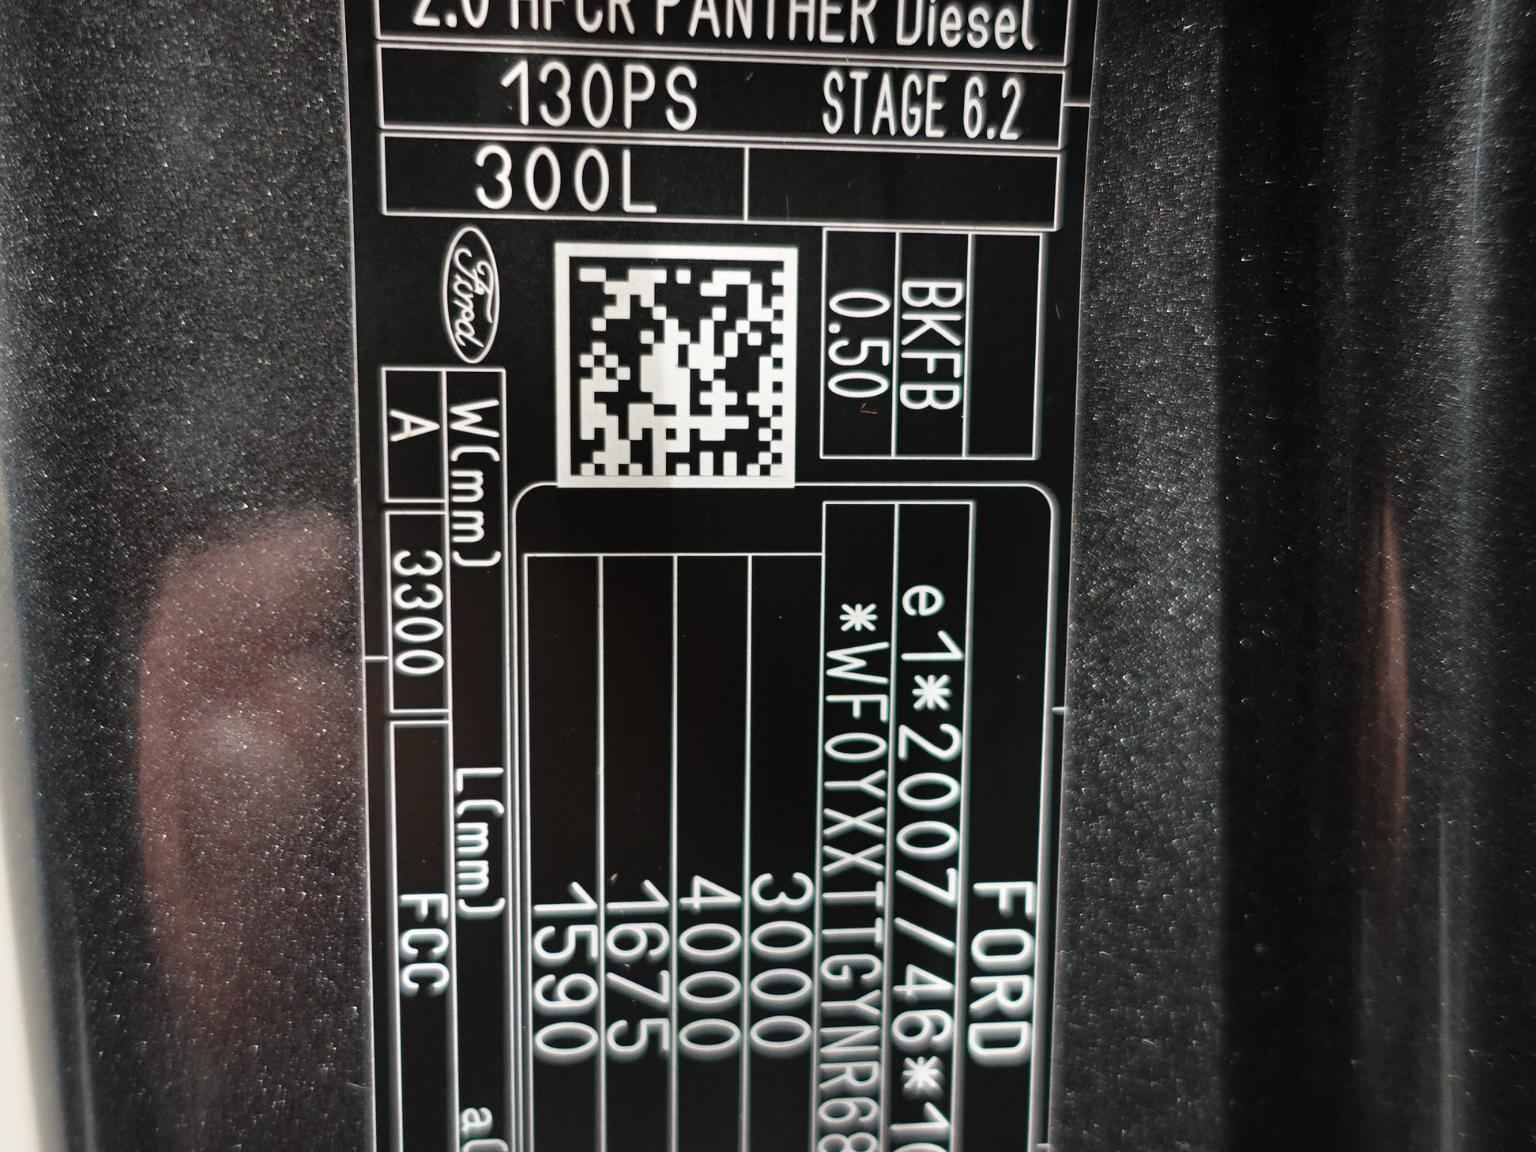 2.0 HFCR PANTHER Diesel
130PS STAGE 6.2
300L
Ford
BKFB
0.50
FORD
e1*2007/46*10
*WF0YXXTTGYNR68
3000
4000
1675
1590
W(mm) L(mm) a(
A 3300 FCC